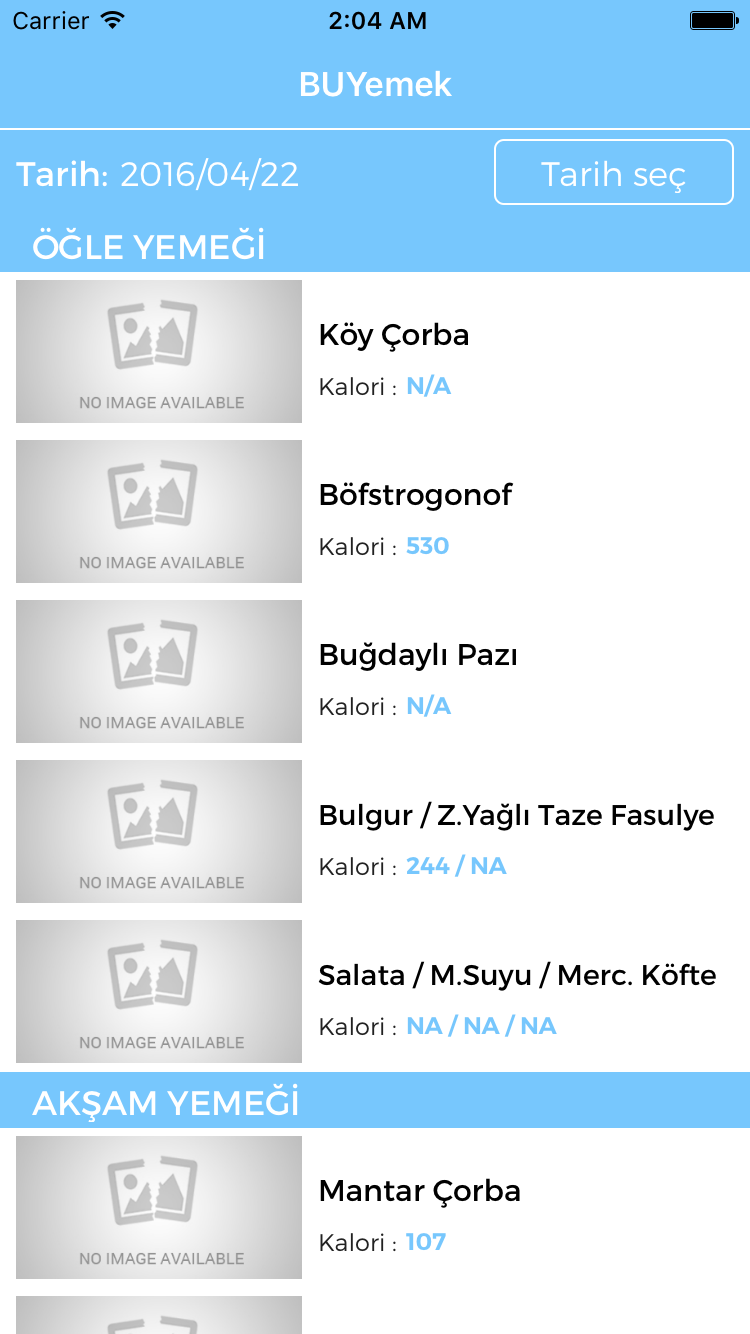 Carrier 2:04 AM
BUYemek
Tarih: 2016/04/22 Tarih seç
ÖĞLE YEMEĞİ
NO IMAGE AVAILABLE
Köy Çorba
Kalori : N/A
NO IMAGE AVAILABLE
Böfstrogonof
Kalori : 530
NO IMAGE AVAILABLE
Buğdaylı Pazı
Kalori : N/A
NO IMAGE AVAILABLE
Bulgur / Z.Yağlı Taze Fasulye
Kalori : 244 / NA
NO IMAGE AVAILABLE
Salata / M.Suyu / Merc. Köfte
Kalori : NA / NA / NA
AKŞAM YEMEĞİ
NO IMAGE AVAILABLE
Mantar Çorba
Kalori : 107